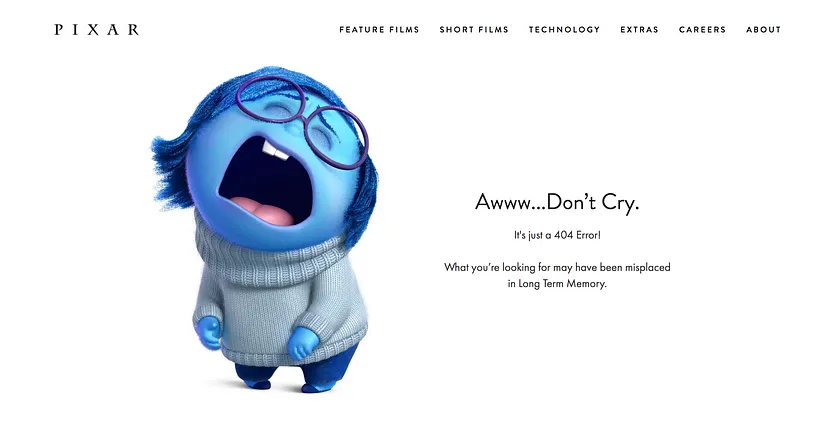 PIXAR
FEATURE FILMS SHORT FILMS TECHNOLOGY EXTRAS CAREERS ABOUT
Awww...Don’t Cry.
It's just a 404 Error!
What you’re looking for may have been misplaced
in Long Term Memory.